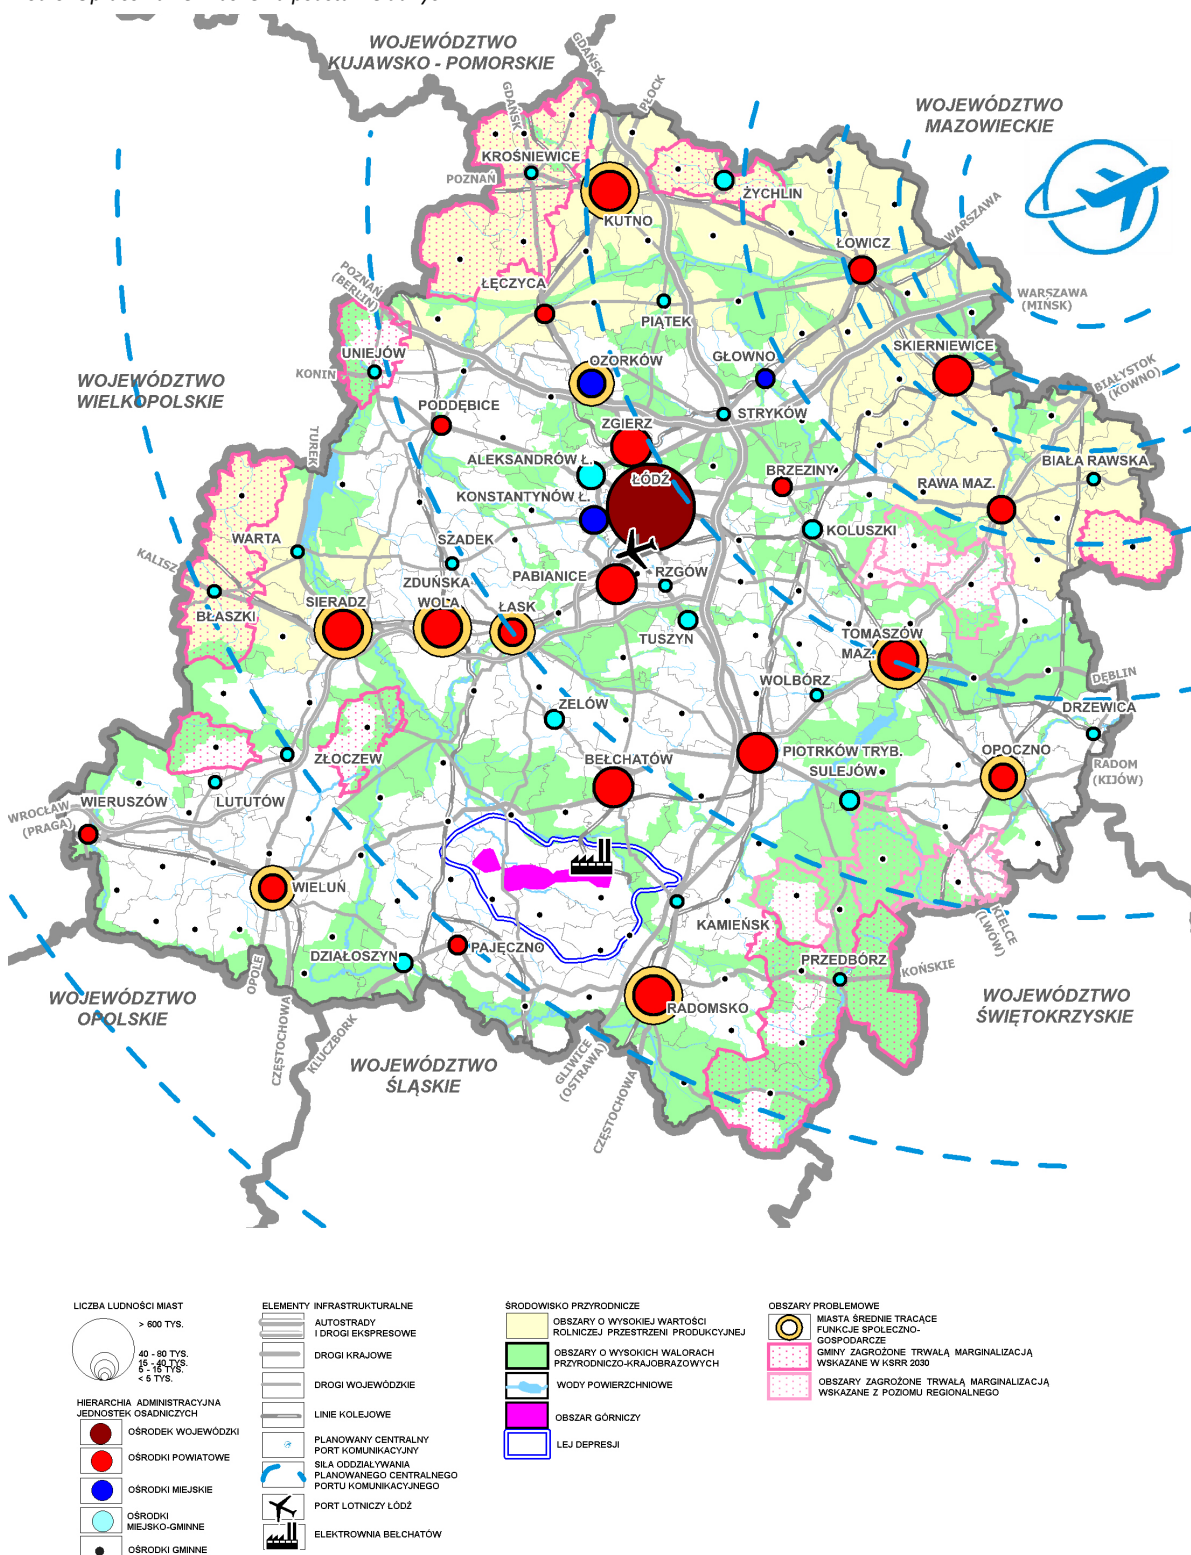 WOJEWÓDZTWO
KUJAWSKO - POMORSKIE
GDAŃSK
GDAŃSK
PŁOCK
WOJEWÓDZTWO
MAZOWIECKIE
KROŚNIEWICE
POZNAŃ
ŻYCHLIN
KUTNO
WARSZAWA
ŁOWICZ
POZNAŃ
(BERLIN)
ŁĘCZYCA
WARSZAWA
(MIŃSK)
PIĄTEK
UNIEJÓW
OZORKÓW
GŁOWNO
SKIERNIEWICE
KONIN
WOJEWÓDZTWO
WIELKOPOLSKIE
BIAŁYSTOK
(KOWNO)
PODDĘBICE
STRYKÓW
ZGIERZ
TUREK
ALEKSANDRÓW Ł.
ŁÓDŹ
BRZEZINY
BIAŁA RAWSKA
RAWA MAZ.
KONSTANTYNÓW Ł.
WARTA
SZADEK
KOLUSZKI
KALISZ
PABIANICE
RZGÓW
ZDUŃSKA
WOLA
SIERADZ
ŁASK
BŁASZKI
TUSZYN
TOMASZÓW
MAZ.
WOLBÓRZ
DĘBLIN
ZELÓW
DRZEWICA
ZŁOCZEW
BEŁCHATÓW
PIOTRKÓW TRYB.
OPOCZNO
SULEJÓW
RADOM
(KIJÓW)
WROCŁAW
(PRAGA)
WIERUSZÓW
LUTUTÓW
WIELUŃ
KAMIEŃSK
KIELCE
(LWÓW)
PAJĘCZNO
DZIAŁOSZYN
PRZEDBÓRZ
KOŃSKIE
OPOLE
WOJEWÓDZTWO
OPOLSKIE
RADOMSKO
WOJEWÓDZTWO
ŚWIĘTOKRZYSKIE
CZĘSTOCHOWA
KLUCZBORK
WOJEWÓDZTWO
ŚLĄSKIE
GLIWICE
(OSTRAWA)
CZĘSTOCHOWA
LICZBA LUDNOŚCI MIAST
> 600 TYS.
40 - 80 TYS.
15 - 40 TYS.
5 - 15 TYS.
< 5 TYS.
HIERARCHIA ADMINISTRACYJNA
JEDNOSTEK OSADNICZYCH
OŚRODEK WOJEWÓDZKI
OŚRODKI POWIATOWE
OŚRODKI MIEJSKIE
OŚRODKI
MIEJSKO-GMINNE
OŚRODKI GMINNE
ELEMENTY INFRASTRUKTURALNE
AUTOSTRADY
I DROGI EKSPRESOWE
DROGI KRAJOWE
DROGI WOJEWÓDZKIE
LINIE KOLEJOWE
PLANOWANY CENTRALNY
PORT KOMUNIKACYJNY
SIŁA ODDZIAŁYWANIA
PLANOWANEGO CENTRALNEGO
PORTU KOMUNIKACYJNEGO
PORT LOTNICZY ŁÓDŹ
ELEKTROWNIA BEŁCHATÓW
ŚRODOWISKO PRZYRODNICZE
OBSZARY O WYSOKIEJ WARTOŚCI
ROLNICZEJ PRZESTRZENI PRODUKCYJNEJ
OBSZARY O WYSOKICH WALORACH
PRZYRODNICZO-KRAJOBRAZOWYCH
WODY POWIERZCHNIOWE
OBSZAR GÓRNICZY
LEJ DEPRESJI
OBSZARY PROBLEMOWE
MIASTA ŚREDNIE TRACĄCE
FUNKCJE SPOŁECZNO-
GOSPODARCZE
GMINY ZAGROŻONE TRWAŁĄ MARGINALIZACJĄ
WSKAZANE W KSRR 2030
OBSZARY ZAGROŻONE TRWAŁĄ MARGINALIZACJĄ
WSKAZANE Z POZIOMU REGIONALNEGO